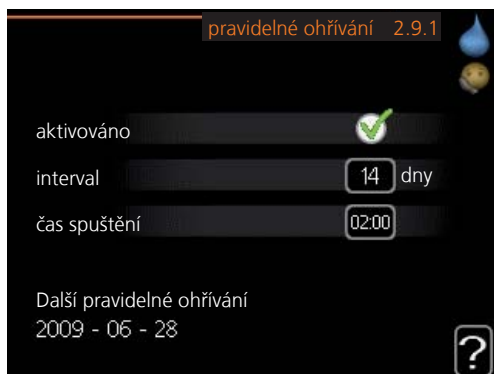 pravidelné ohřívání 2.9.1
aktivováno
interval 14 dny
čas spuštění 02:00
Další pravidelné ohřívání
2009 - 06 - 28
?